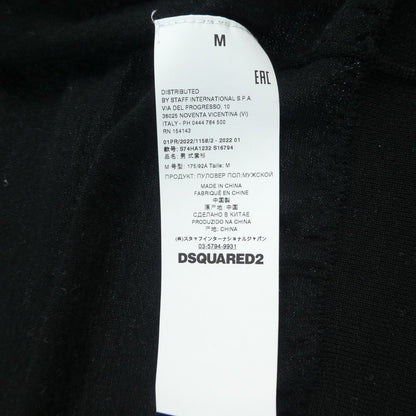 M
EAC
DISTRIBUTED
BY STAFF INTERNATIONAL S.P.A.
VIA DEL PROGRESSO, 10
36025 NOVENTA VICENTINA (VI)
ITALY - PH 0444 784 500
RN 154143
01PR/2022/1158/2 - 2022 01
款号: S74HA1232 S16794
品名: 男 式套衫
M 号型: 175/92A Taille: M
ПРОДУКТ: ПУЛОВЕР ПОЛ:МУЖСКОЙ
MADE IN CHINA
FABRIQUÉ EN CHINE
中国製
原产地 中国
СДЕЛАНО В КИТАЕ
PRODUZIDO NA CHINA
产地: CHINA
(株)スタッフインターナショナルジャパン
03-5794-9931
DSQUARED2